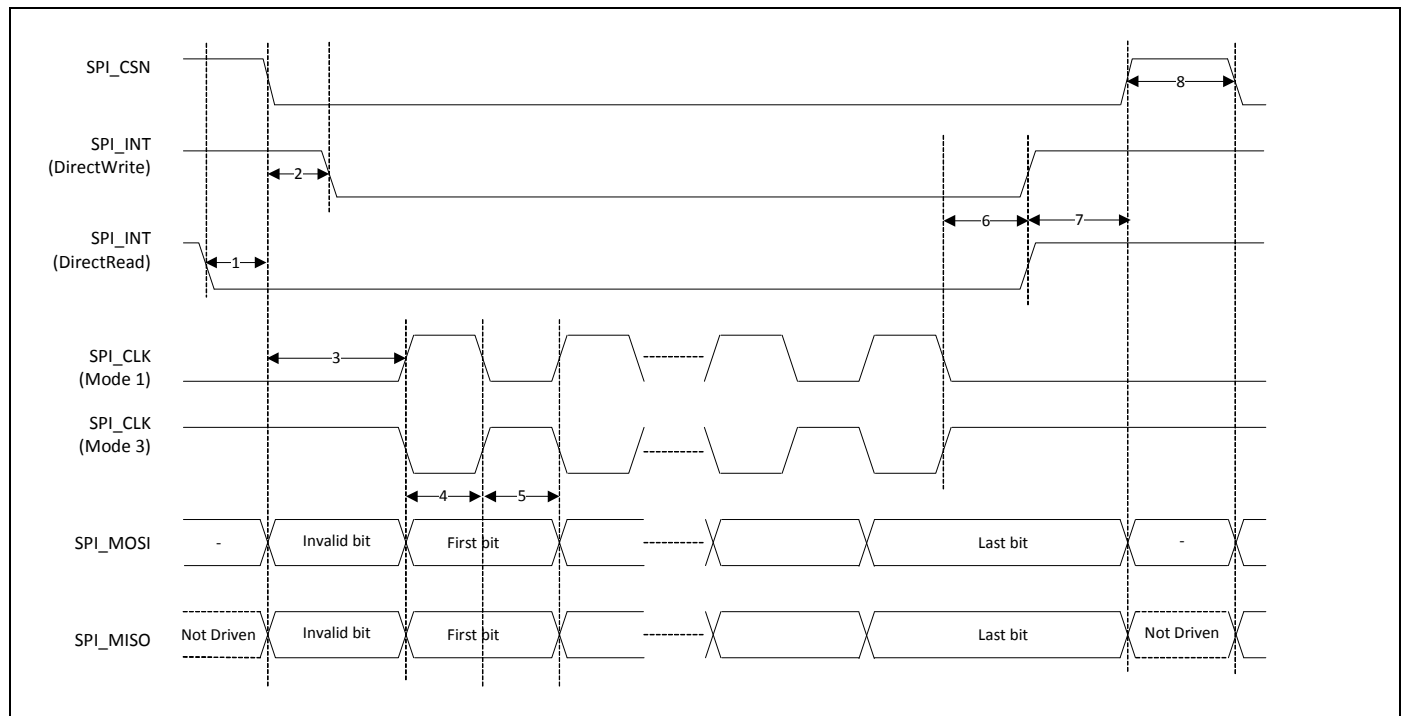 SPI_CSN
8
SPI_INT
(DirectWrite)
2
6
7
SPI_INT
(DirectRead)
1
SPI_CLK
(Mode 1)
3
SPI_CLK
(Mode 3)
4
5
SPI_MOSI
-
Invalid bit
First bit
Last bit
-
SPI_MISO
Not Driven
Invalid bit
First bit
Last bit
Not Driven